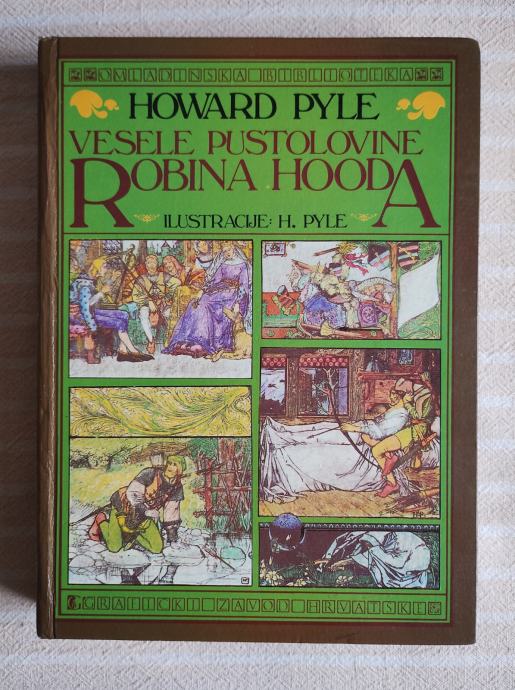 OMLADINSKA BIBLIOTEKA
HOWARD PYLE
VESELE PUSTOLOVINE
ROBINA HOODA
ILUSTRACIJE: H. PYLE
GRAFIČKI ZAVOD HRVATSKE